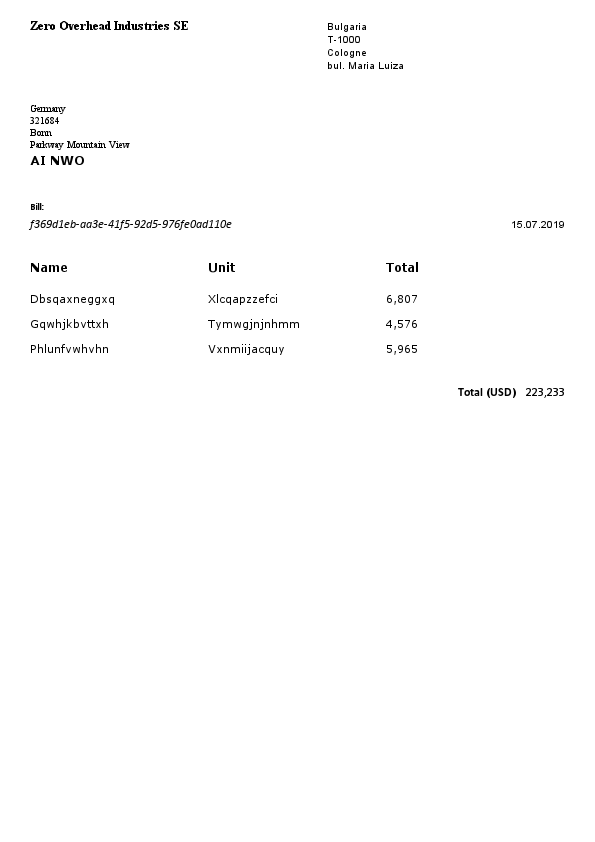 Zero Overhead Industries SE
Bulgaria
T-1000
Cologne
bul. Maria Luiza
Germany
321684
Bonn
Parkway Mountain View
AI NWO
Bill:
f369d1eb-aa3e-41f5-92d5-976fe0ad110e 15.07.2019
Name Unit Total
Dbsqaxneggxq Xlcqapzzefci 6,807
Gqwhjkbvttxh Tymwgjnjnhmm 4,576
Phlunfvwhvhn Vxnmiijacquy 5,965
Total (USD) 223,233